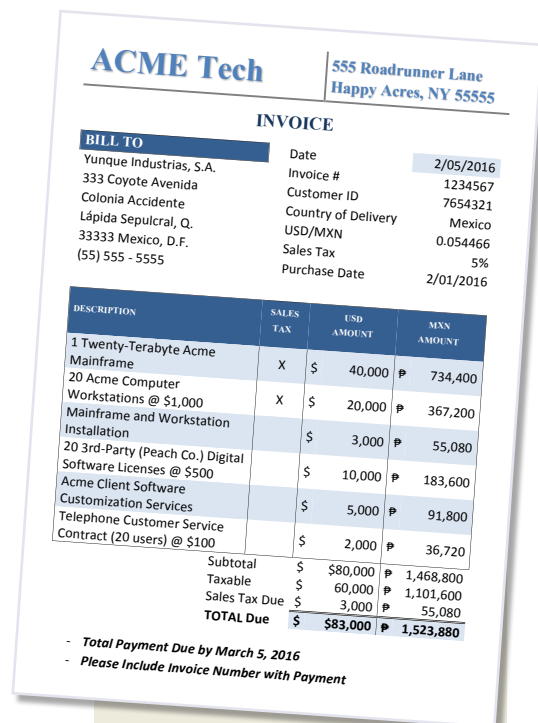 ACME Tech
555 Roadrunner Lane
Happy Acres, NY 55555
INVOICE
BILL TO
Yunque Industrias, S.A.
333 Coyote Avenida
Colonia Accidente
Lápida Sepulcral, Q.
33333 Mexico, D.F.
(55) 555 - 5555
Date 2/05/2016
Invoice # 1234567
Customer ID 7654321
Country of Delivery Mexico
USD/MXN 0.054466
Sales Tax 5%
Purchase Date 2/01/2016
DESCRIPTION SALES TAX USD AMOUNT MXN AMOUNT
1 Twenty-Terabyte Acme
Mainframe X $ 40,000 ₱ 734,400
20 Acme Computer
Workstations @ $1,000 X $ 20,000 ₱ 367,200
Mainframe and Workstation
Installation $ 3,000 ₱ 55,080
20 3rd-Party (Peach Co.) Digital
Software Licenses @ $500 $ 10,000 ₱ 183,600
Acme Client Software
Customization Services $ 5,000 ₱ 91,800
Telephone Customer Service
Contract (20 users) @ $100 $ 2,000 ₱ 36,720
Subtotal $ $80,000 ₱ 1,468,800
Taxable $ 60,000 ₱ 1,101,600
Sales Tax Due $ 3,000 ₱ 55,080
TOTAL Due $ $83,000 ₱ 1,523,880
- Total Payment Due by March 5, 2016
- Please Include Invoice Number with Payment